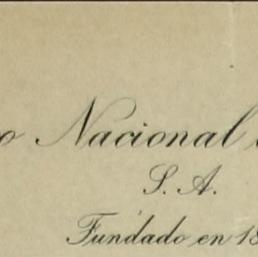 Nacional
S. A.
Fundado en 18